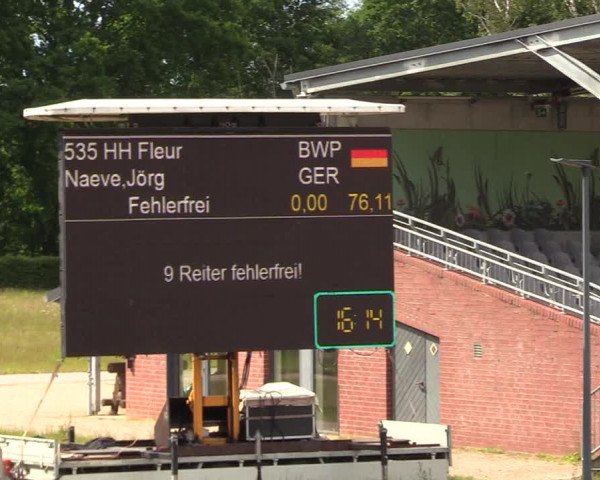 535 HH Fleur BWP
Naeve,Jörg GER
Fehlerfrei 0,00 76,11
9 Reiter fehlerfrei!
16:14